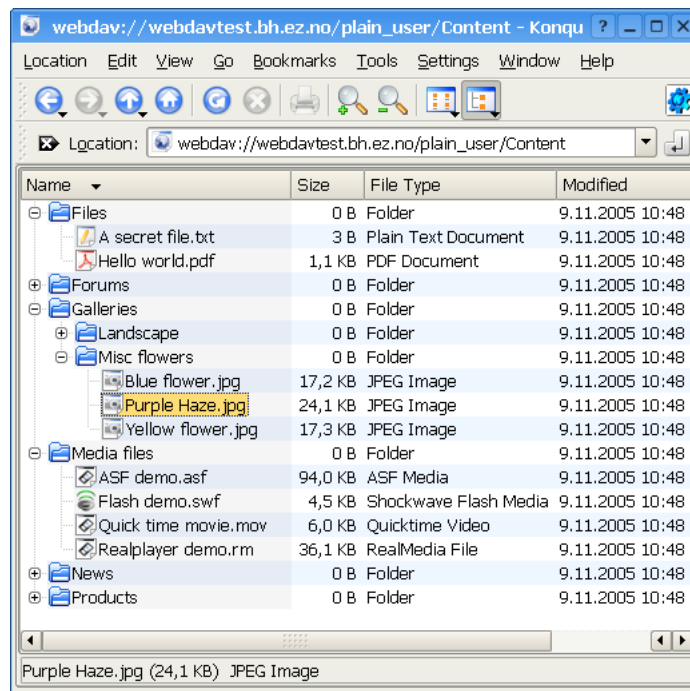 webdav://webdavtest.bh.ez.no/plain_user/Content - Konqu
Location Edit View Go Bookmarks Tools Settings Window Help
Location: webdav://webdavtest.bh.ez.no/plain_user/Content
Name Size File Type Modified
Files 0 B Folder 9.11.2005 10:48
A secret file.txt 3 B Plain Text Document 9.11.2005 10:48
Hello world.pdf 1,1 KB PDF Document 9.11.2005 10:48
Forums 0 B Folder 9.11.2005 10:48
Galleries 0 B Folder 9.11.2005 10:48
Landscape 0 B Folder 9.11.2005 10:48
Misc flowers 0 B Folder 9.11.2005 10:48
Blue flower.jpg 17,2 KB JPEG Image 9.11.2005 10:48
Purple Haze.jpg 24,1 KB JPEG Image 9.11.2005 10:48
Yellow flower.jpg 17,3 KB JPEG Image 9.11.2005 10:48
Media files 0 B Folder 9.11.2005 10:48
ASF demo.asf 94,0 KB ASF Media 9.11.2005 10:48
Flash demo.swf 4,5 KB Shockwave Flash Media 9.11.2005 10:48
Quick time movie.mov 6,0 KB Quicktime Video 9.11.2005 10:48
Realplayer demo.rm 36,1 KB RealMedia File 9.11.2005 10:48
News 0 B Folder 9.11.2005 10:48
Products 0 B Folder 9.11.2005 10:48
Purple Haze.jpg (24,1 KB) JPEG Image